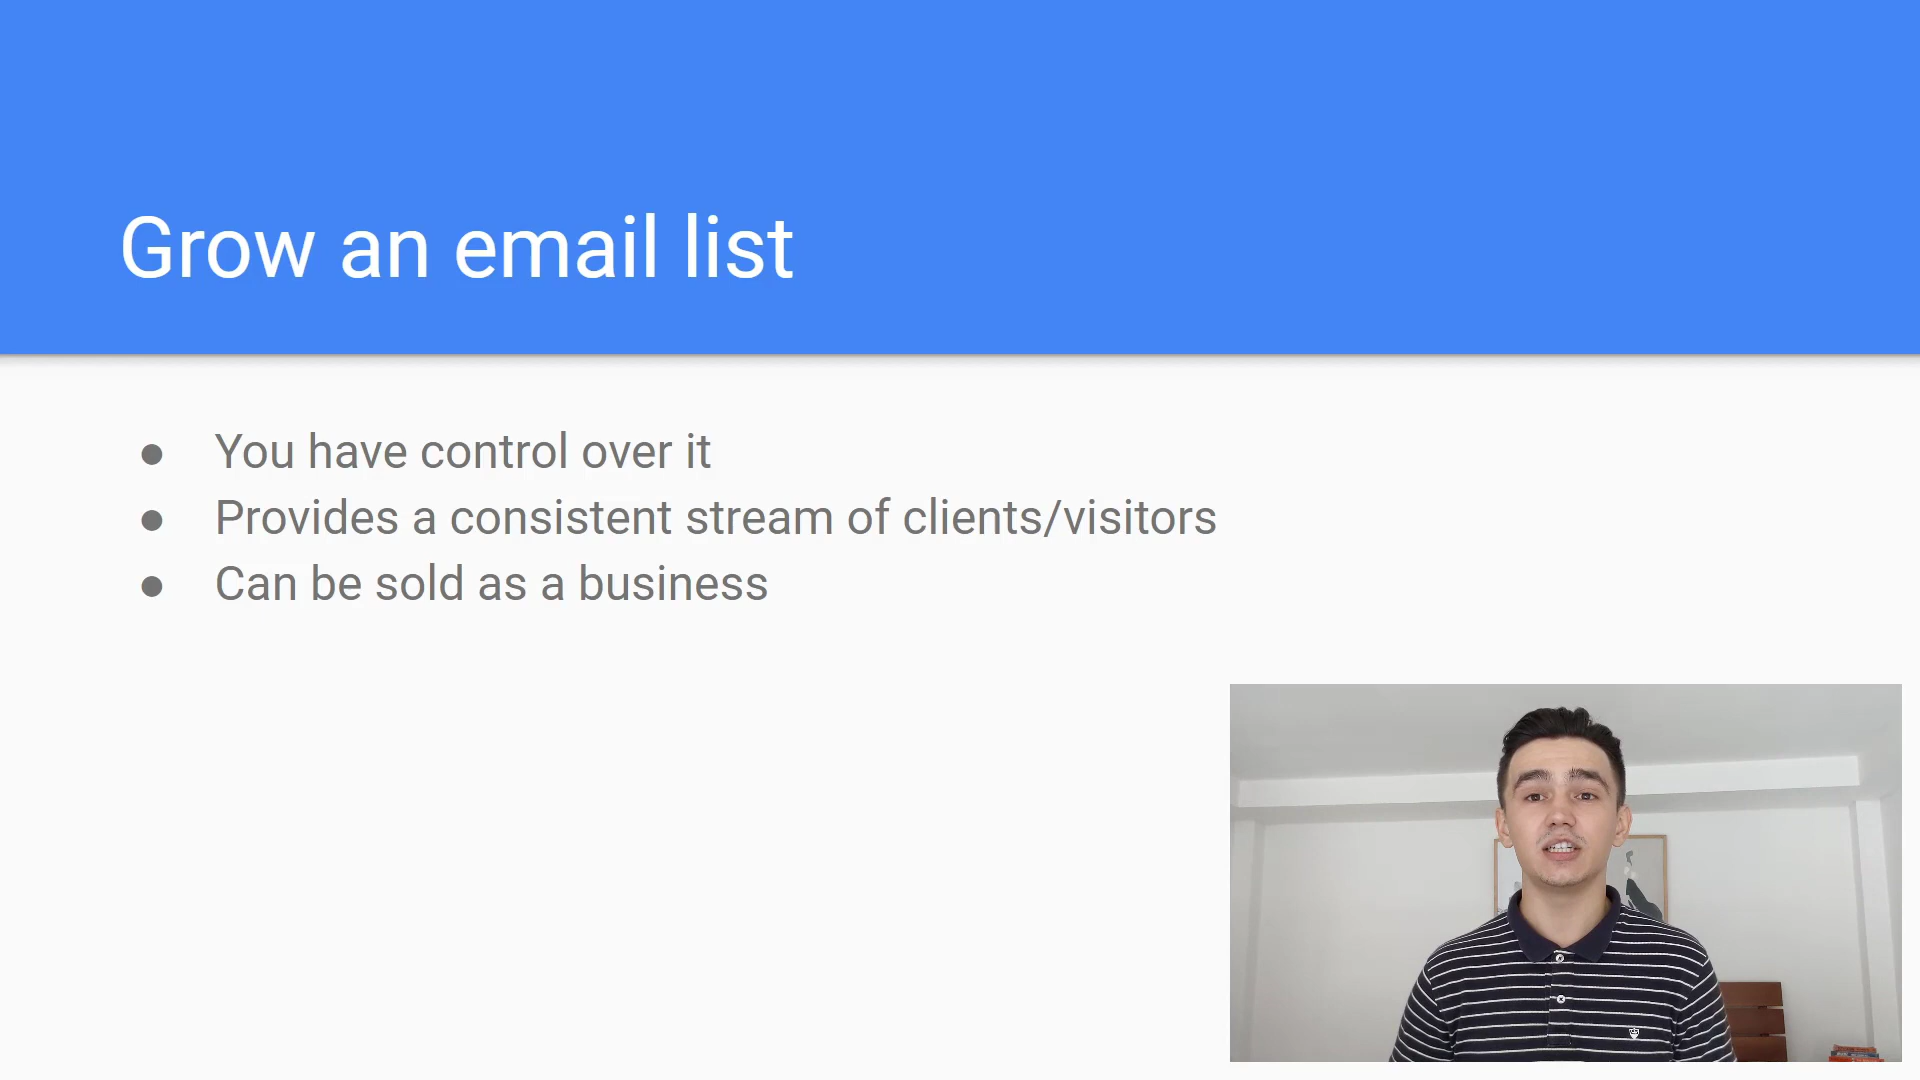 Grow an email list
● You have control over it
● Provides a consistent stream of clients/visitors
● Can be sold as a business